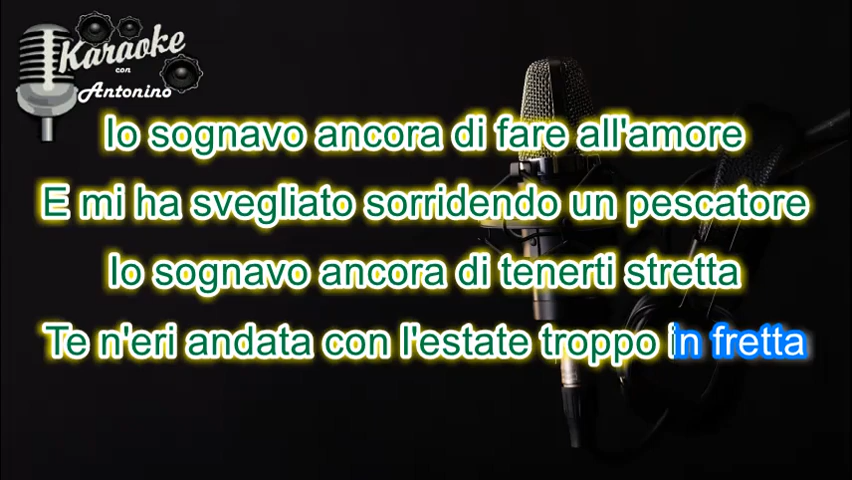 Karaoke
con
Antonino
Io sognavo ancora di fare all'amore
E mi ha svegliato sorridendo un pescatore
Io sognavo ancora di tenerti stretta
Te n'eri andata con l'estate troppo in fretta